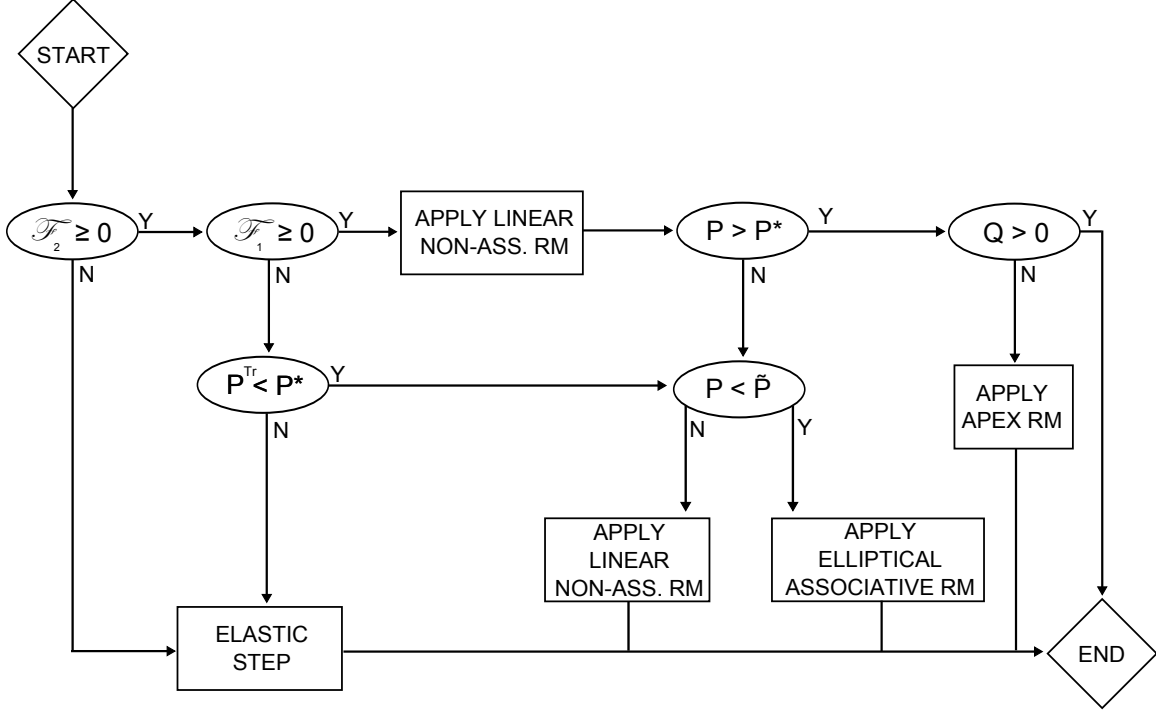 START
ℱ₂ ≥ 0
Y
ℱ₁ ≥ 0
Y
APPLY LINEAR
NON-ASS. RM
P > P*
Y
Q > 0
Y
N
N
N
N
Pᵀʳ < P*
Y
P < P̃
APPLY
APEX RM
N
N
Y
APPLY
LINEAR
NON-ASS. RM
APPLY
ELLIPTICAL
ASSOCIATIVE RM
ELASTIC
STEP
END